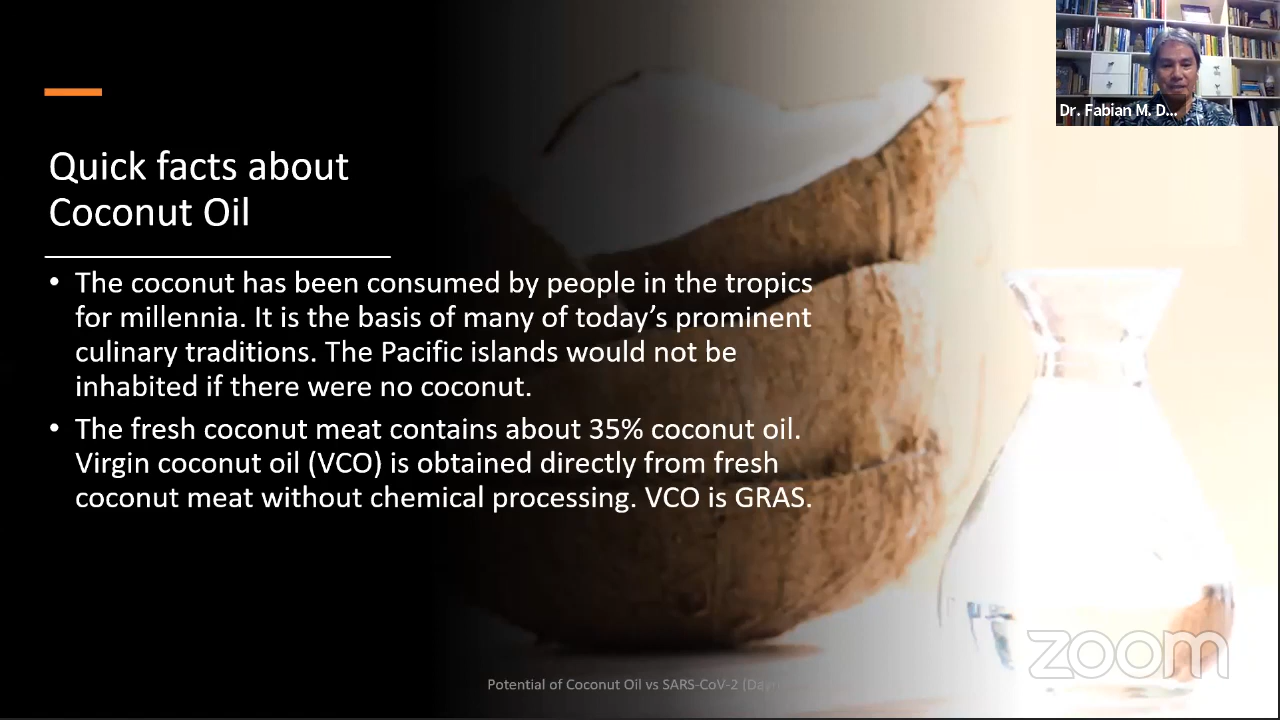 Dr. Fabian M. D...
Quick facts about
Coconut Oil
• The coconut has been consumed by people in the tropics
for millennia. It is the basis of many of today’s prominent
culinary traditions. The Pacific islands would not be
inhabited if there were no coconut.
• The fresh coconut meat contains about 35% coconut oil.
Virgin coconut oil (VCO) is obtained directly from fresh
coconut meat without chemical processing. VCO is GRAS.
Potential of Coconut Oil vs SARS-CoV-2
zoom